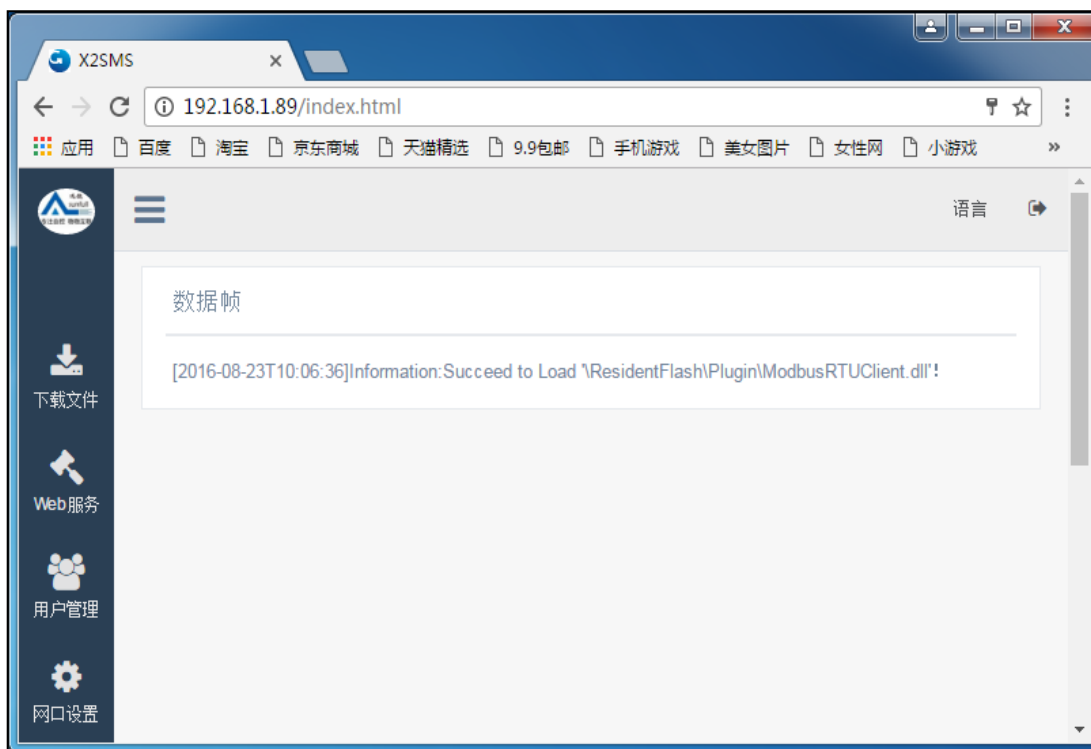 X2SMS
192.168.1.89/index.html
应用 百度 淘宝 京东商城 天猫精选 9.9包邮 手机游戏 美女图片 女性网 小游戏 »
语言
数据帧
[2016-08-23T10:06:36]Information:Succeed to Load '\ResidentFlash\Plugin\ModbusRTUClient.dll'!
下载文件
Web服务
用户管理
网口设置